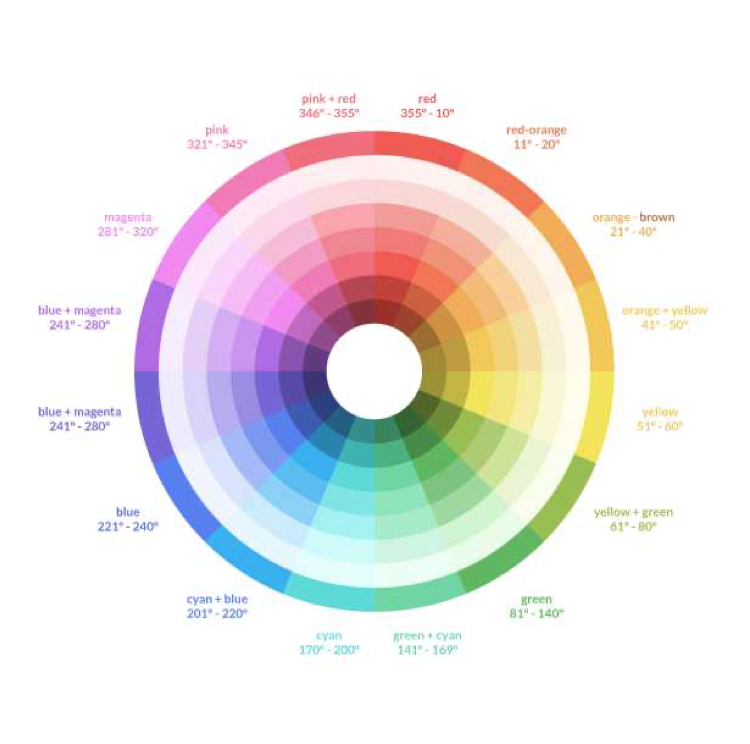 pink + red
346° - 355°
red
355° - 10°
pink
321° - 345°
red-orange
11° - 20°
magenta
281° - 320°
orange - brown
21° - 40°
blue + magenta
241° - 280°
orange + yellow
41° - 50°
blue + magenta
241° - 280°
yellow
51° - 60°
blue
221° - 240°
yellow + green
61° - 80°
cyan + blue
201° - 220°
green
81° - 140°
cyan
170° - 200°
green + cyan
141° - 169°